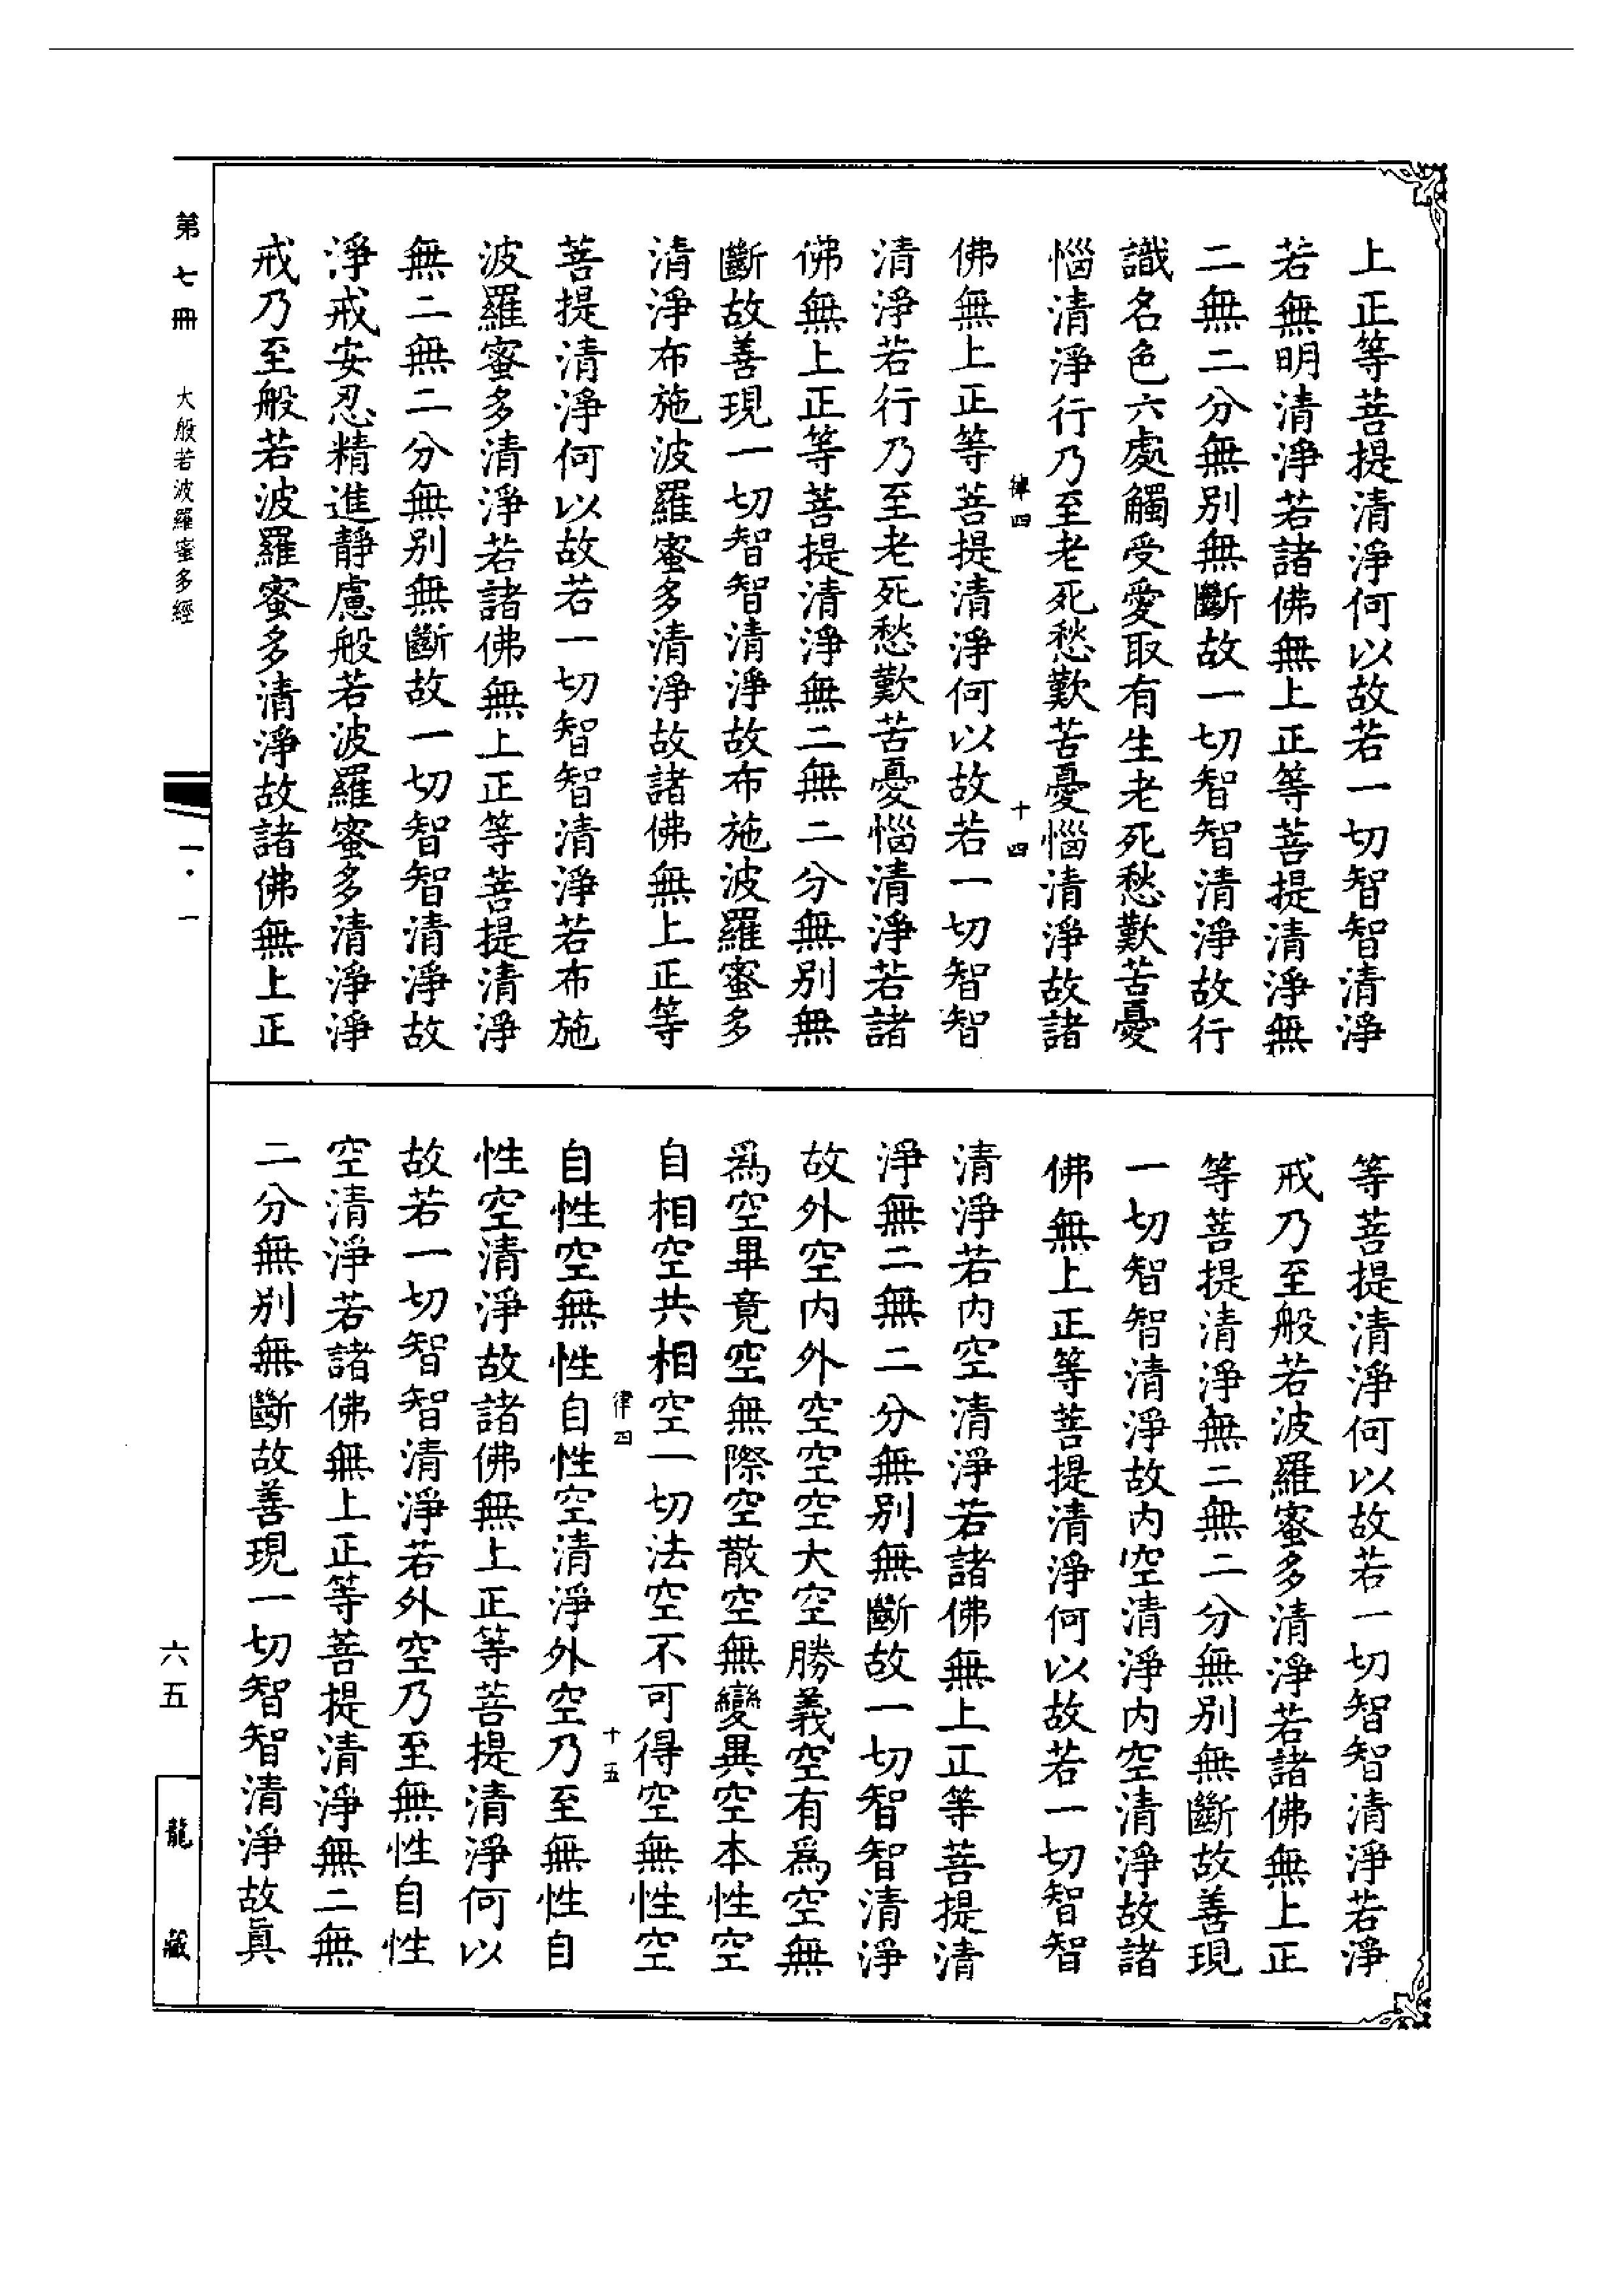 上正等菩提清淨何以故若一切智智清淨
若無明清淨若諸佛無上正等菩提清淨無
二無二分無別無斷故一切智智清淨故行
識名色六處觸受愛取有生老死愁歎苦憂
惱清淨行乃至老死愁歎苦憂惱清淨故諸
律四
十四
佛無上正等菩提清淨何以故若一切智智
清淨若行乃至老死愁歎苦憂惱清淨若諸
佛無上正等菩提清淨無二無二分無別無
斷故善現一切智智清淨故布施波羅蜜多
清淨布施波羅蜜多清淨故諸佛無上正等
菩提清淨何以故若一切智智清淨若布施
波羅蜜多清淨若諸佛無上正等菩提清淨
無二無二分無別無斷故一切智智清淨故
淨戒安忍精進靜慮般若波羅蜜多清淨淨
戒乃至般若波羅蜜多清淨故諸佛無上正
等菩提清淨何以故若一切智智清淨若淨
戒乃至般若波羅蜜多清淨若諸佛無上正
等菩提清淨無二無二分無別無斷故善現
一切智智清淨故內空清淨內空清淨故諸
佛無上正等菩提清淨何以故若一切智智
清淨若內空清淨若諸佛無上正等菩提清
淨無二無二分無別無斷故一切智智清淨
故外空內外空空空大空勝義空有爲空無
爲空畢竟空無際空散空無變異空本性空
自相空共相空一切法空不可得空無性空
律四
十五
自性空無性自性空清淨外空乃至無性自
性空清淨故諸佛無上正等菩提清淨何以
故若一切智智清淨若外空乃至無性自性
空清淨若諸佛無上正等菩提清淨無二無
二分無別無斷故善現一切智智清淨故眞
第七冊
大般若波羅蜜多經
一·一
六五
龍藏